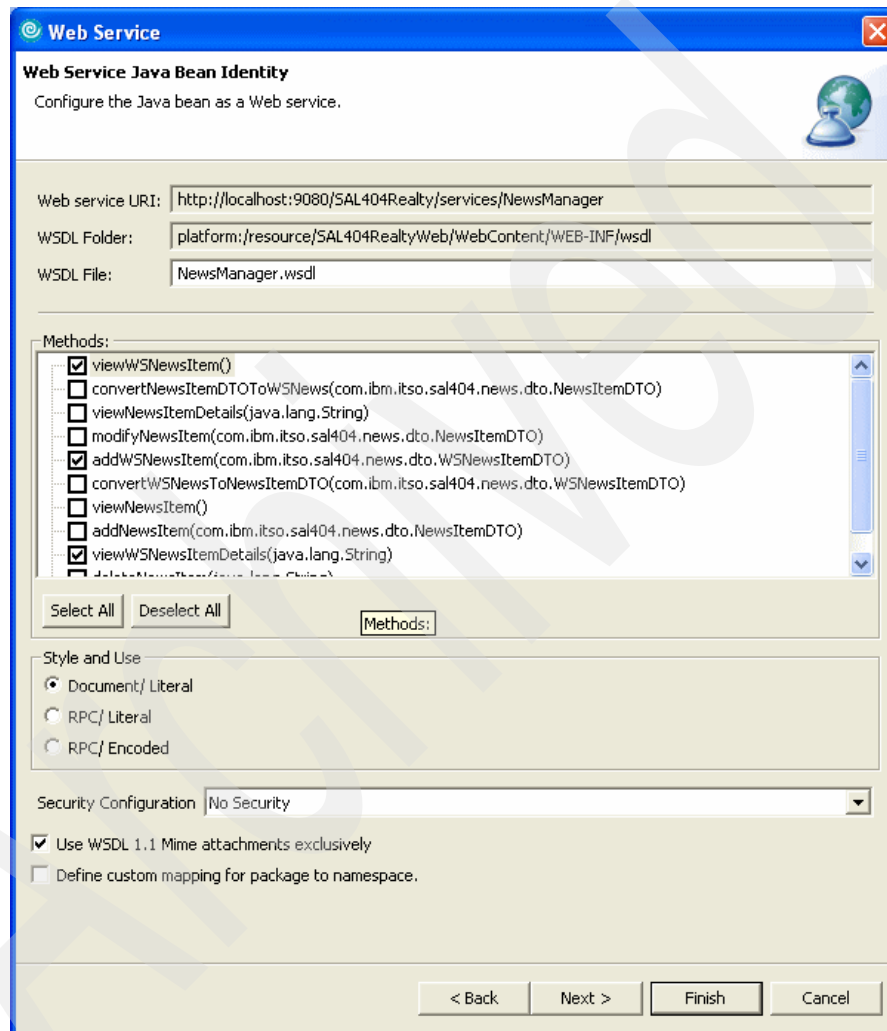 Web Service
Web Service Java Bean Identity
Configure the Java bean as a Web service.
Web service URI: http://localhost:9080/SAL404Realty/services/NewsManager
WSDL Folder: platform:/resource/SAL404RealtyWeb/WebContent/WEB-INF/wsdl
WSDL File: NewsManager.wsdl
Methods:
viewWSNewsItem()
convertNewsItemDTOToWSNews(com.ibm.itso.sal404.news.dto.NewsItemDTO)
viewNewsItemDetails(java.lang.String)
modifyNewsItem(com.ibm.itso.sal404.news.dto.NewsItemDTO)
addWSNewsItem(com.ibm.itso.sal404.news.dto.WSNewsItemDTO)
convertWSNewsToNewsItemDTO(com.ibm.itso.sal404.news.dto.WSNewsItemDTO)
viewNewsItem()
addNewsItem(com.ibm.itso.sal404.news.dto.NewsItemDTO)
viewWSNewsItemDetails(java.lang.String)
deleteNewsItem(java.lang.String)
Select All Deselect All
Methods:
Style and Use
Document/ Literal
RPC/ Literal
RPC/ Encoded
Security Configuration No Security
Use WSDL 1.1 Mime attachments exclusively
Define custom mapping for package to namespace.
< Back Next > Finish Cancel
Archived